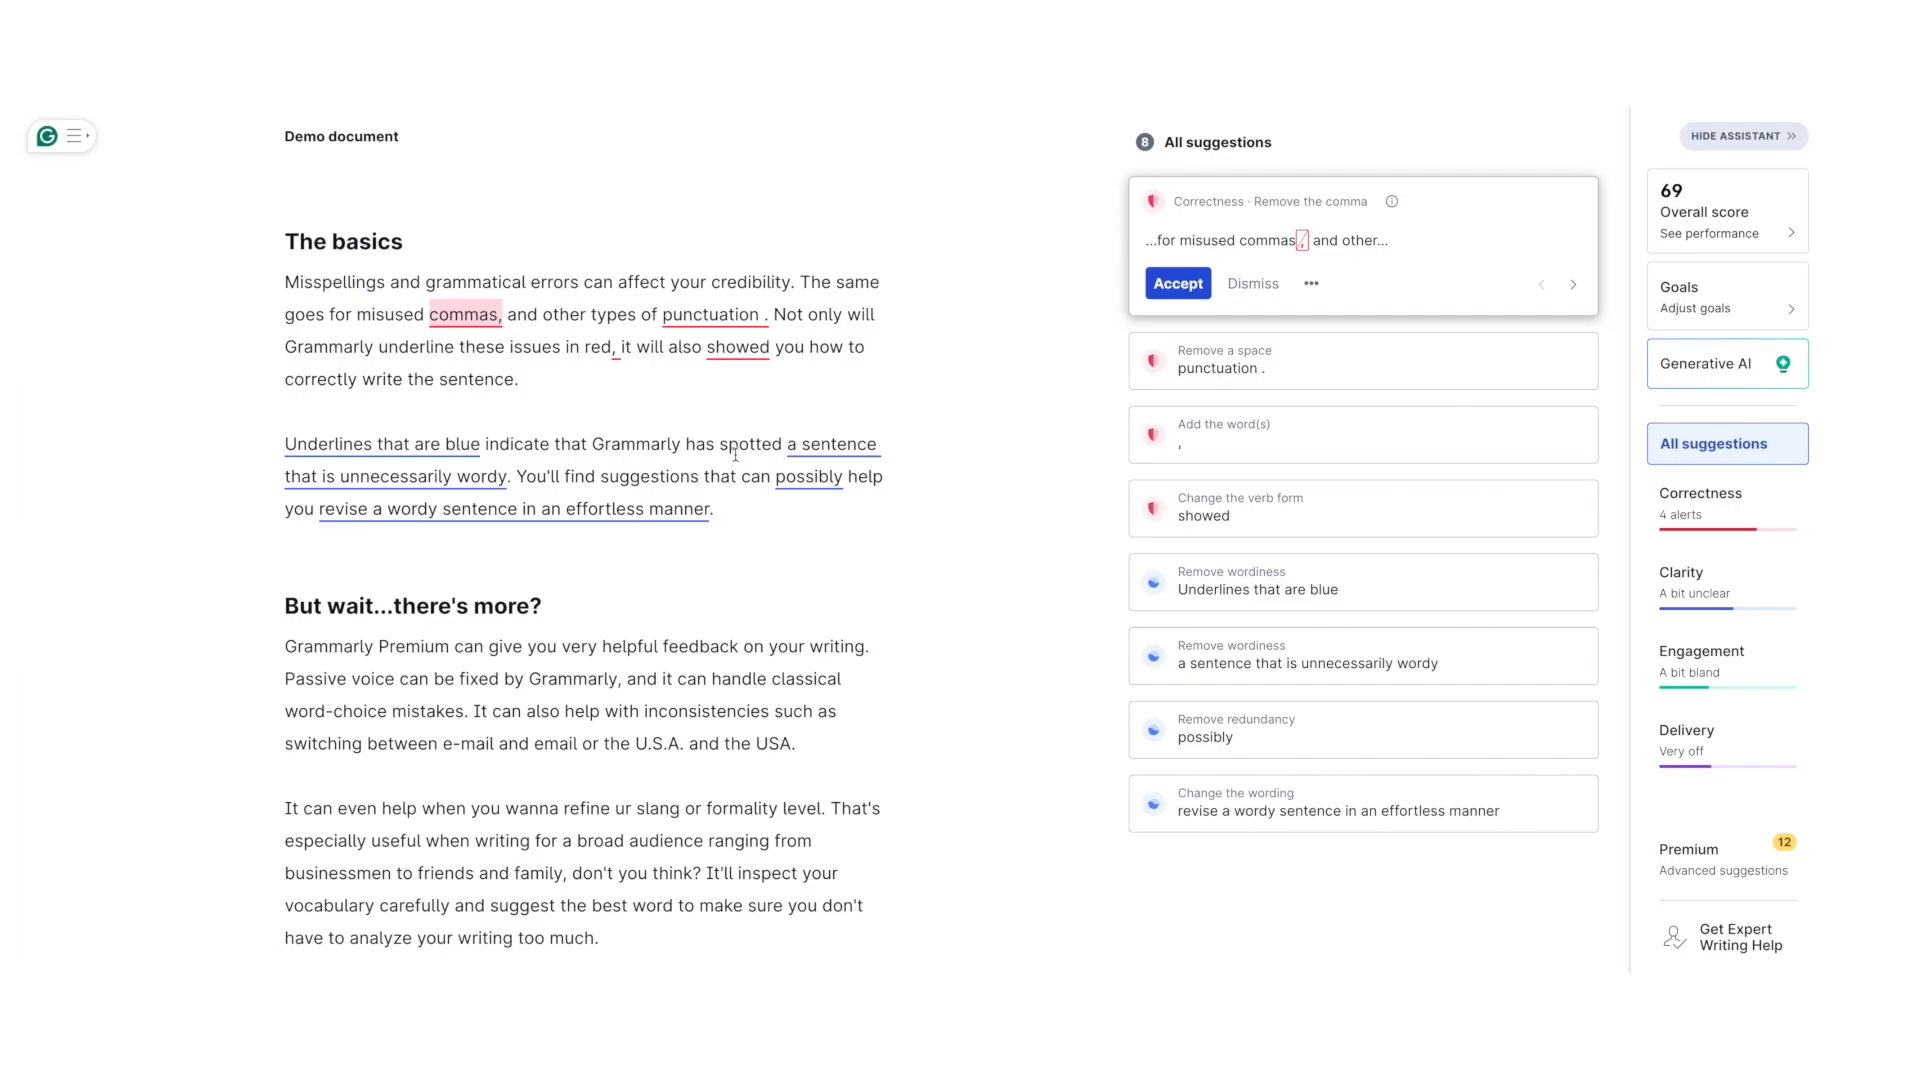 Demo document
The basics
Misspellings and grammatical errors can affect your credibility. The same
goes for misused commas, and other types of punctuation . Not only will
Grammarly underline these issues in red, it will also showed you how to
correctly write the sentence.
Underlines that are blue indicate that Grammarly has spotted a sentence
that is unnecessarily wordy. You'll find suggestions that can possibly help
you revise a wordy sentence in an effortless manner.
But wait...there's more?
Grammarly Premium can give you very helpful feedback on your writing.
Passive voice can be fixed by Grammarly, and it can handle classical
word-choice mistakes. It can also help with inconsistencies such as
switching between e-mail and email or the U.S.A. and the USA.
It can even help when you wanna refine ur slang or formality level. That's
especially useful when writing for a broad audience ranging from
businessmen to friends and family, don't you think? It'll inspect your
vocabulary carefully and suggest the best word to make sure you don't
have to analyze your writing too much.
8 All suggestions
Correctness · Remove the comma
...for misused commas, and other...
Accept Dismiss •••
Remove a space
punctuation .
Add the word(s)
,
Change the verb form
showed
Remove wordiness
Underlines that are blue
Remove wordiness
a sentence that is unnecessarily wordy
Remove redundancy
possibly
Change the wording
revise a wordy sentence in an effortless manner
HIDE ASSISTANT
69
Overall score
See performance
Goals
Adjust goals
Generative AI
All suggestions
Correctness
4 alerts
Clarity
A bit unclear
Engagement
A bit bland
Delivery
Very off
12
Premium
Advanced suggestions
Get Expert
Writing Help